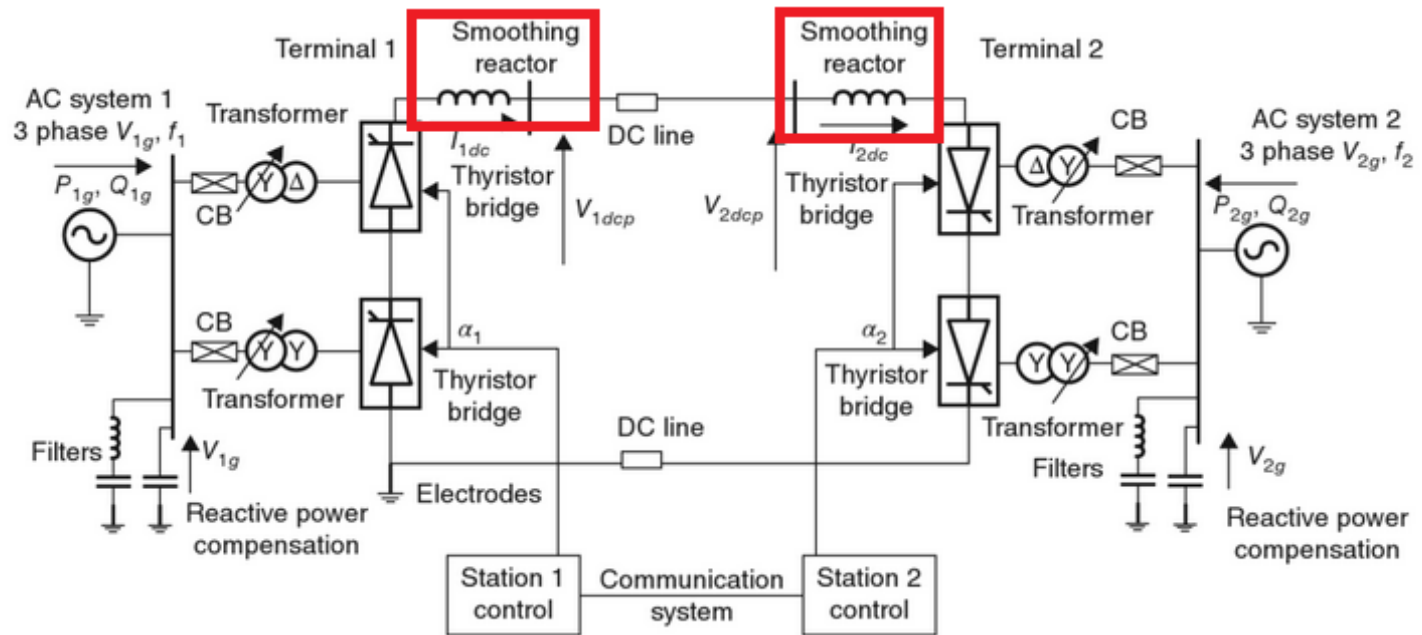 Terminal 1
Smoothing
reactor
Smoothing
reactor
Terminal 2
AC system 1
3 phase V1g, f1
P1g, Q1g
Transformer
CB
I1dc
Thyristor
bridge
V1dcp
DC line
V2dcp
I2dc
Thyristor
bridge
CB
Transformer
AC system 2
3 phase V2g, f2
P2g, Q2g
Y Δ
Δ Y
CB
Y Y
Transformer
α1
Thyristor
bridge
α2
Thyristor
bridge
Y Y
CB
Transformer
Filters
V1g
Reactive power
compensation
Electrodes
DC line
Filters
V2g
Reactive power
compensation
Station 1
control
Communication
system
Station 2
control